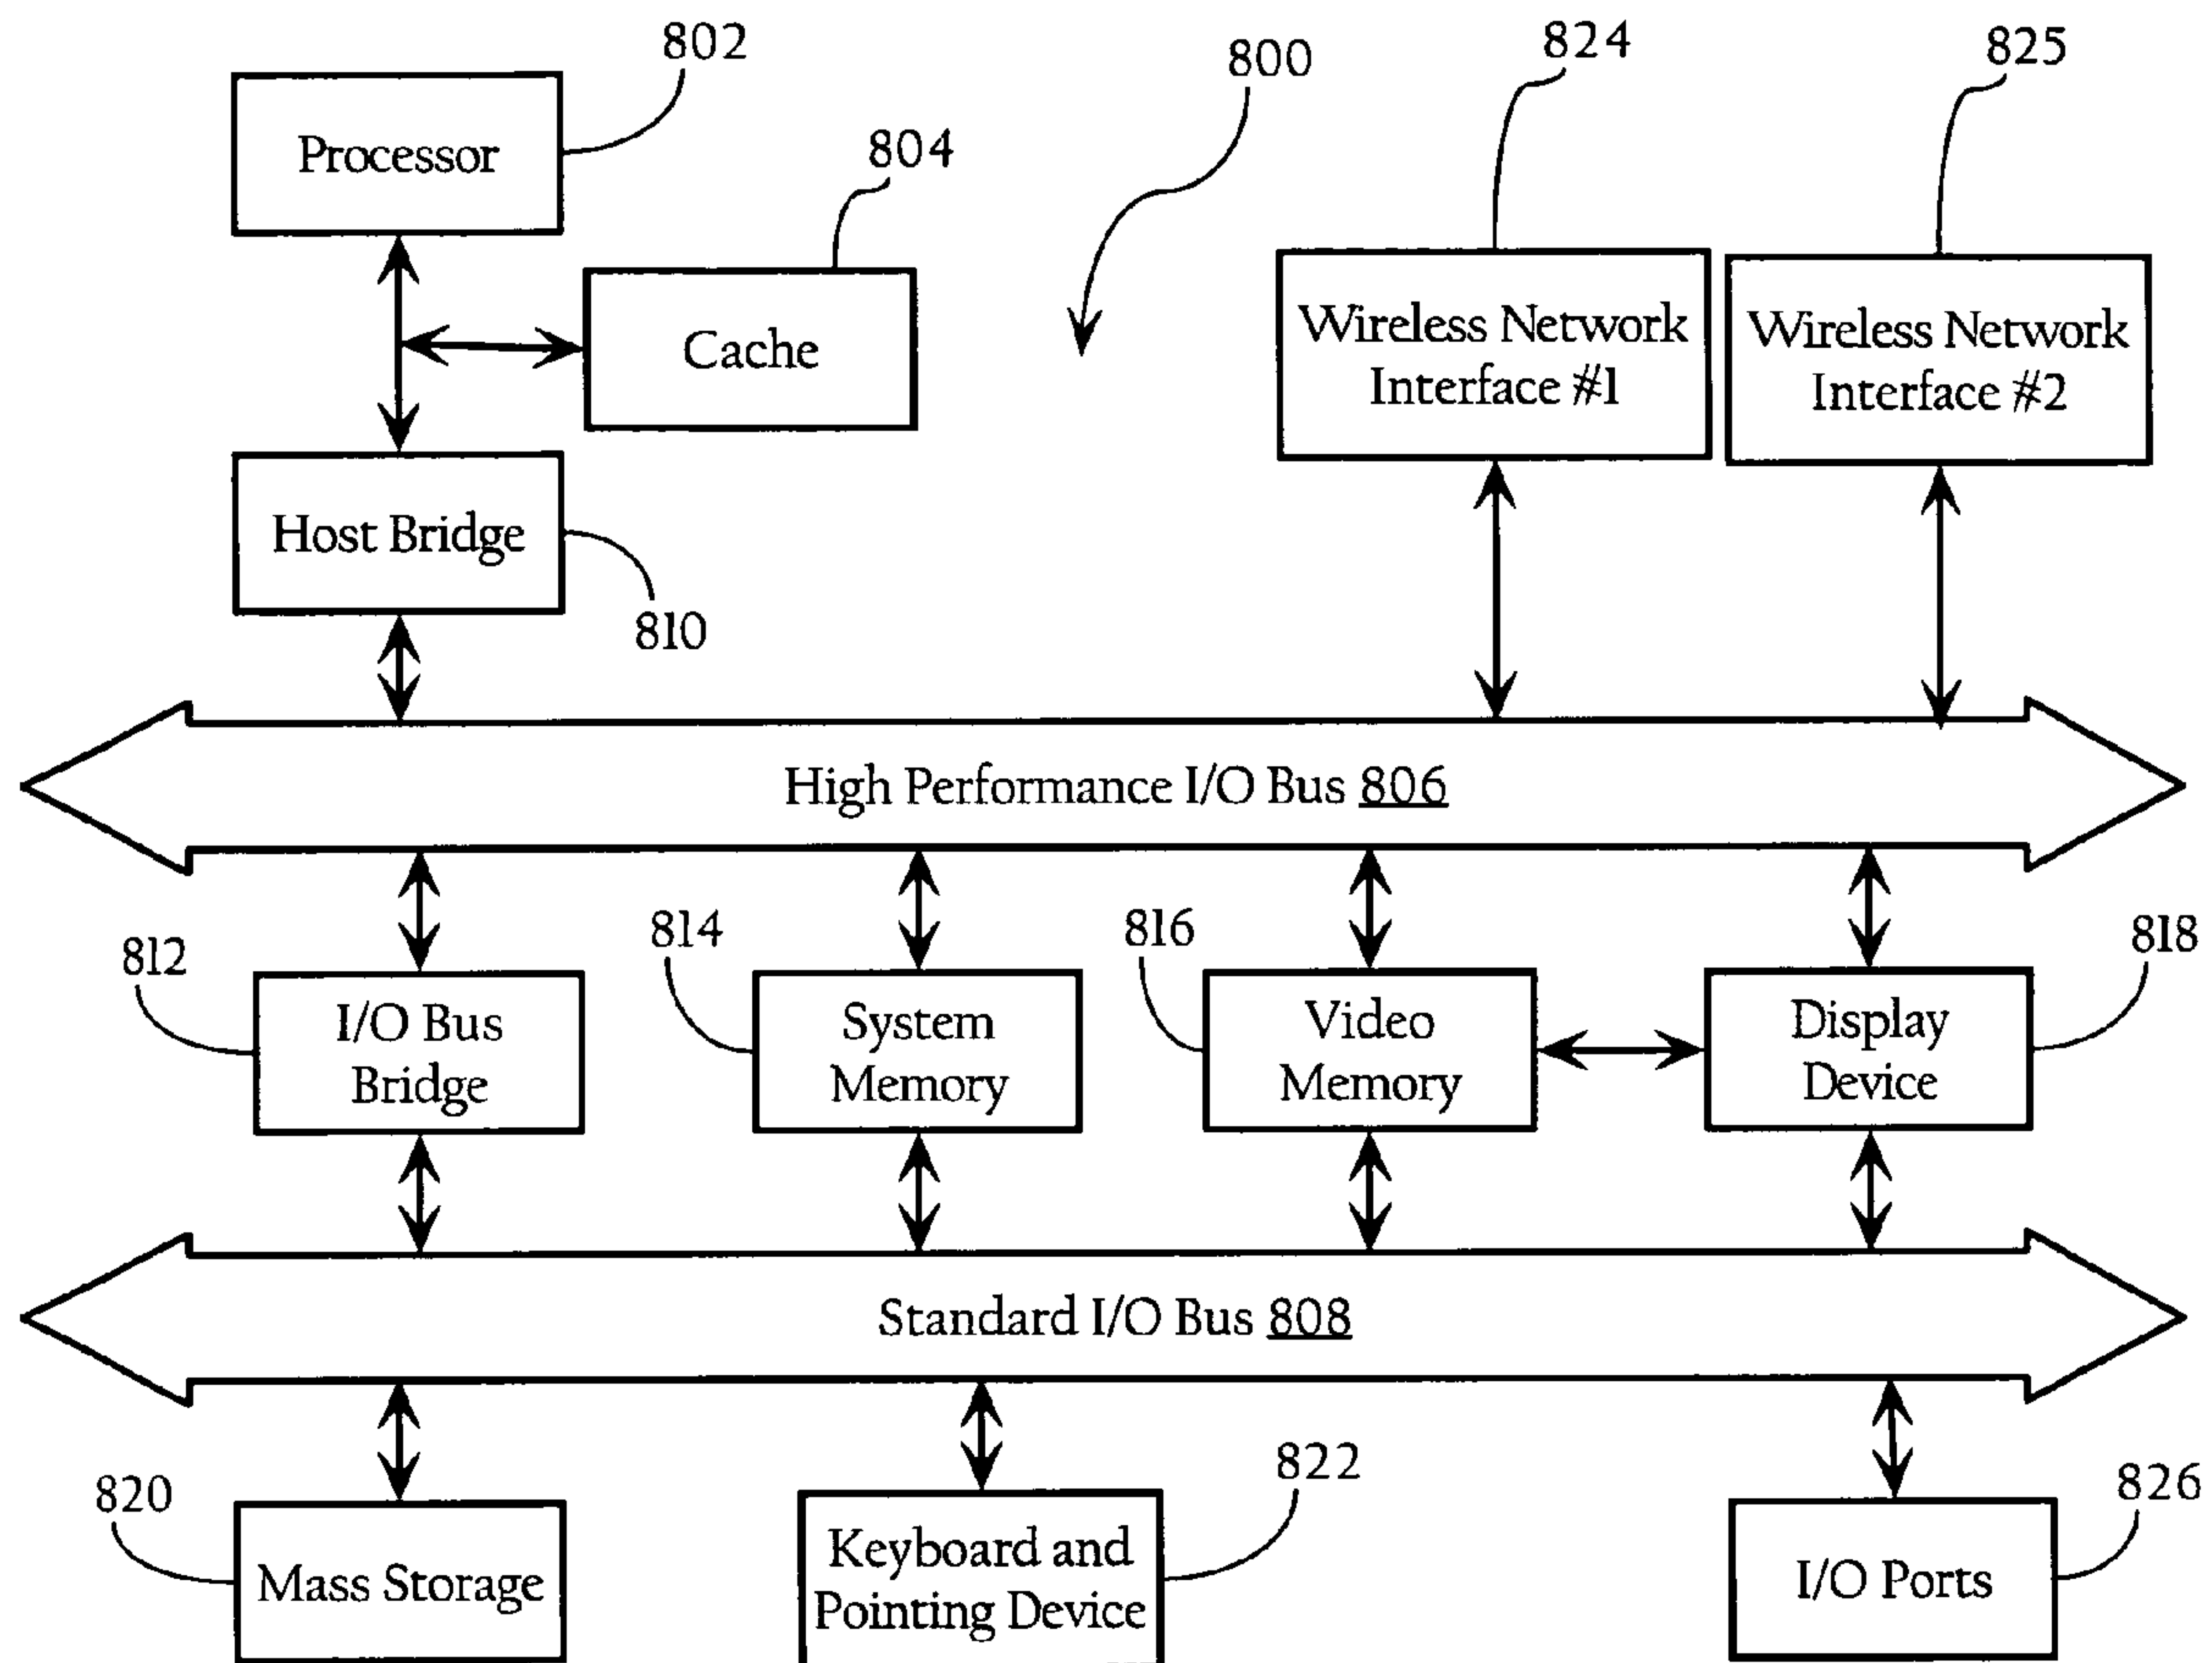 802
800
824
825
Processor
804
Cache
Wireless Network
Interface #1
Wireless Network
Interface #2
Host Bridge
810
High Performance I/O Bus 806
812
814
816
818
I/O Bus
Bridge
System
Memory
Video
Memory
Display
Device
Standard I/O Bus 808
820
822
826
Mass Storage
Keyboard and
Pointing Device
I/O Ports